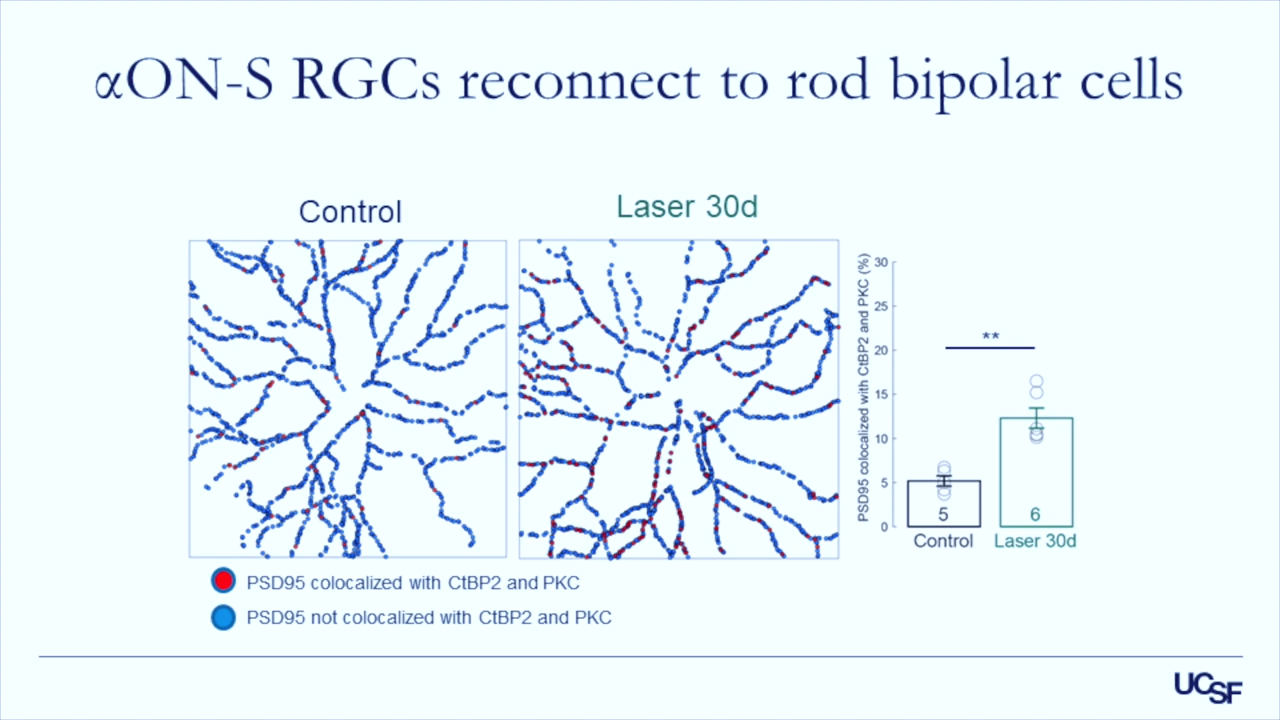 αON-S RGCs reconnect to rod bipolar cells
Control
Laser 30d
PSD95 colocalized with CtBP2 and PKC (%)
30
25
20
15
10
5
0
**
5
6
Control
Laser 30d
PSD95 colocalized with CtBP2 and PKC
PSD95 not colocalized with CtBP2 and PKC
UCSF